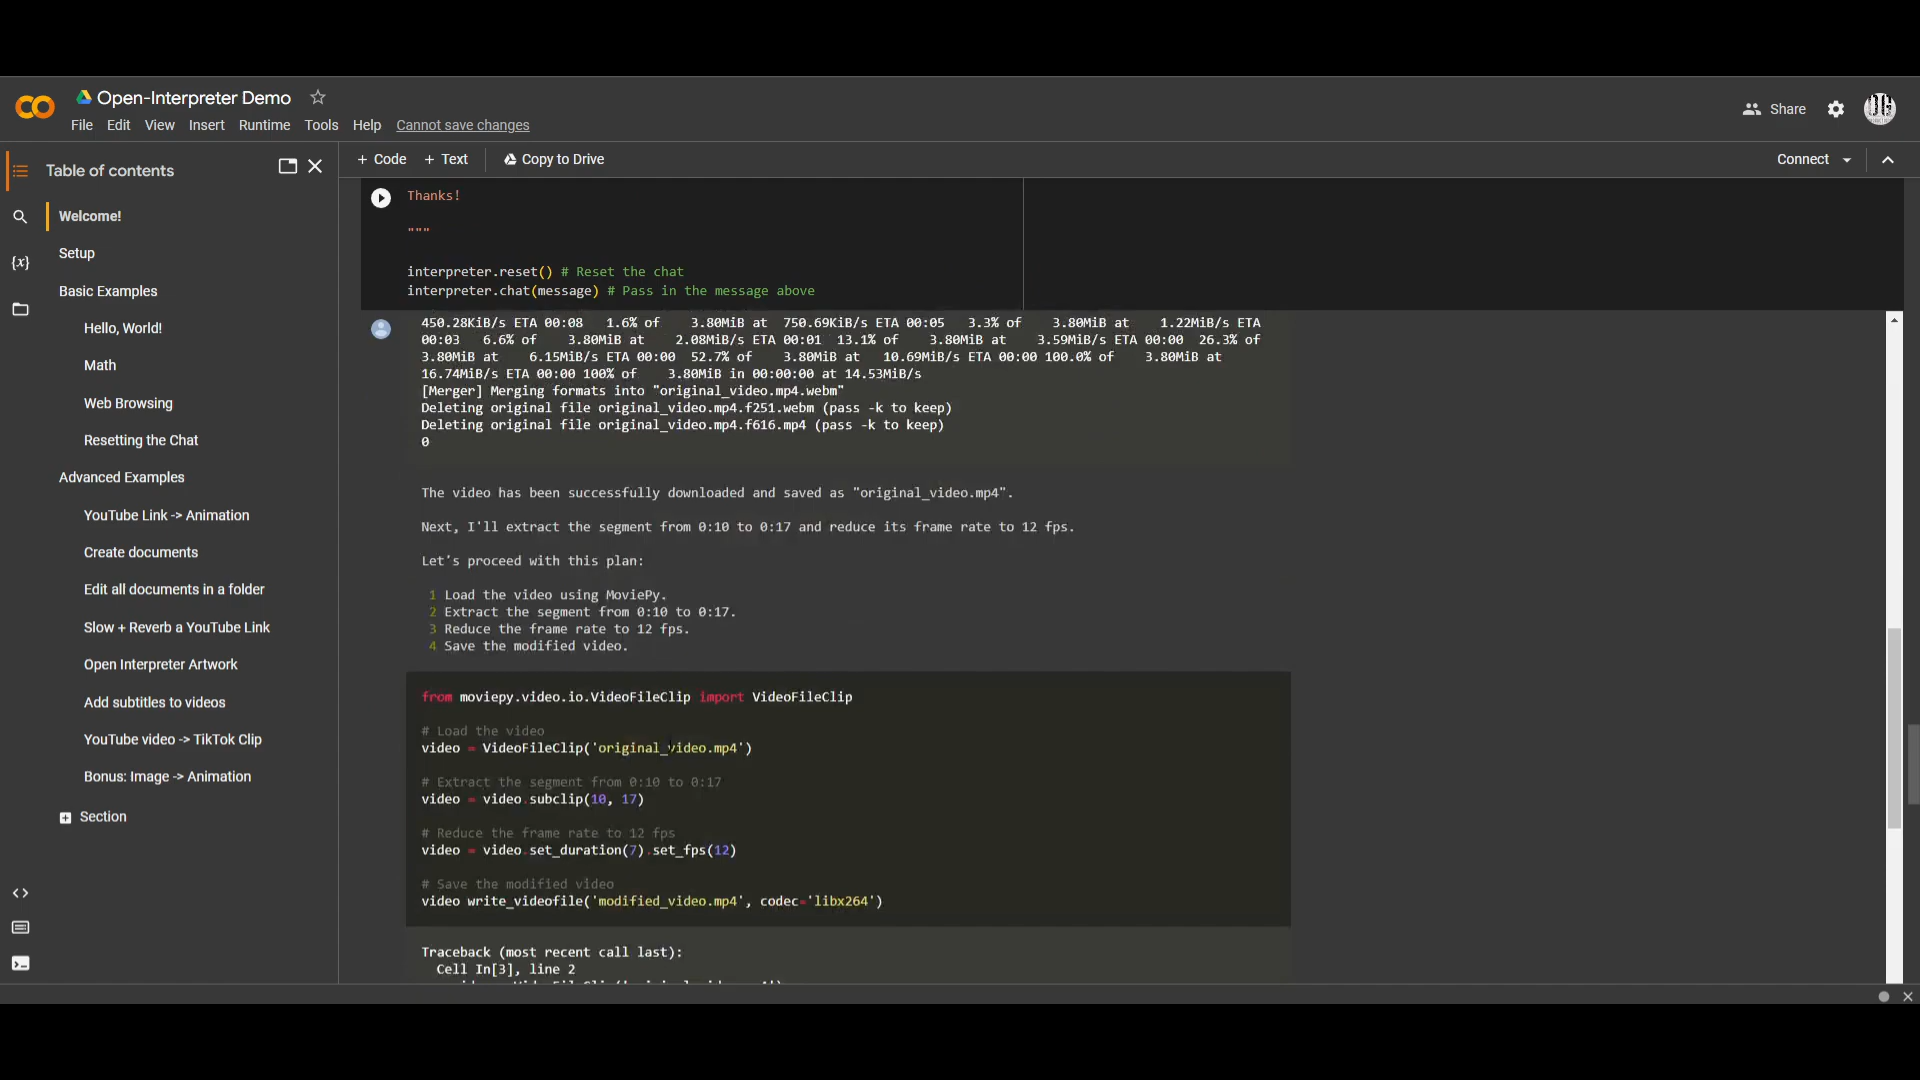 Open-Interpreter Demo
File Edit View Insert Runtime Tools Help Cannot save changes
Share
Table of contents
Welcome!
Setup
Basic Examples
Hello, World!
Math
Web Browsing
Resetting the Chat
Advanced Examples
YouTube Link -> Animation
Create documents
Edit all documents in a folder
Slow + Reverb a YouTube Link
Open Interpreter Artwork
Add subtitles to videos
YouTube video -> TikTok Clip
Bonus: Image -> Animation
Section
+ Code + Text Copy to Drive
Connect
Thanks!
"""
interpreter.reset() # Reset the chat
interpreter.chat(message) # Pass in the message above
450.28KiB/s ETA 00:08 1.6% of 3.80MiB at 750.69KiB/s ETA 00:05 3.3% of 3.80MiB at 1.22MiB/s ETA
00:03 6.6% of 3.80MiB at 2.08MiB/s ETA 00:01 13.1% of 3.80MiB at 3.59MiB/s ETA 00:00 26.3% of
3.80MiB at 6.15MiB/s ETA 00:00 52.7% of 3.80MiB at 10.69MiB/s ETA 00:00 100.0% of 3.80MiB at
16.74MiB/s ETA 00:00 100% of 3.80MiB in 00:00:00 at 14.53MiB/s
[Merger] Merging formats into "original_video.mp4.webm"
Deleting original file original_video.mp4.f251.webm (pass -k to keep)
Deleting original file original_video.mp4.f616.mp4 (pass -k to keep)
0
The video has been successfully downloaded and saved as "original_video.mp4".
Next, I'll extract the segment from 0:10 to 0:17 and reduce its frame rate to 12 fps.
Let's proceed with this plan:
1 Load the video using MoviePy.
2 Extract the segment from 0:10 to 0:17.
3 Reduce the frame rate to 12 fps.
4 Save the modified video.
from moviepy.video.io.VideoFileClip import VideoFileClip
# Load the video
video = VideoFileClip('original_video.mp4')
# Extract the segment from 0:10 to 0:17
video = video.subclip(10, 17)
# Reduce the frame rate to 12 fps
video = video.set_duration(7).set_fps(12)
# Save the modified video
video write_videofile('modified_video.mp4', codec='libx264')
Traceback (most recent call last):
Cell In[3], line 2